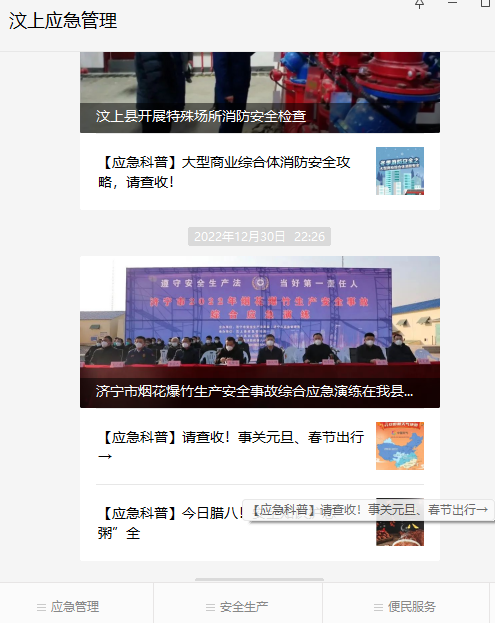 汶上应急管理
汶上县开展特殊场所消防安全检查
【应急科普】大型商业综合体消防安全攻
略，请查收！
2022年12月30日 22:26
遵守安全生产法 当好第一责任人
济宁市2022年烟花爆竹生产安全事故
综合应急演练
济宁市烟花爆竹生产安全事故综合应急演练在我县...
【应急科普】请查收！事关元旦、春节出行
→
【应急科普】今日腊八！
粥”全
【应急科普】请查收！事关元旦、春节出行→
应急管理
安全生产
便民服务